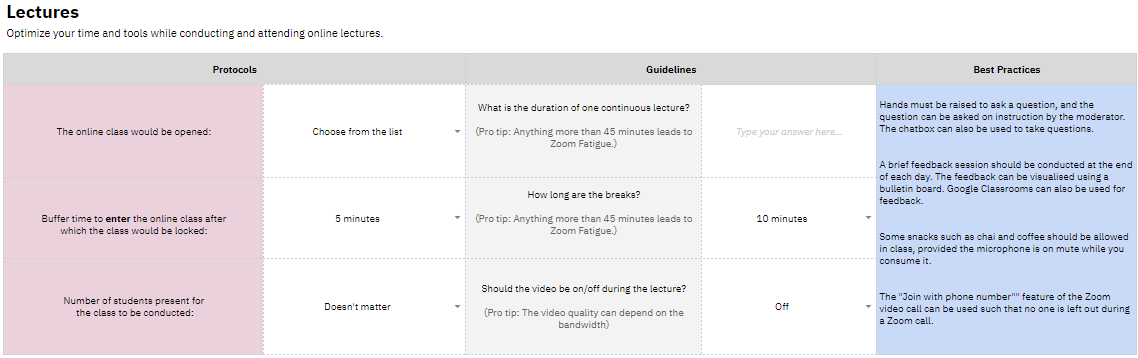 Lectures
Optimize your time and tools while conducting and attending online lectures.
Protocols
Guidelines
Best Practices
The online class would be opened:
Choose from the list
What is the duration of one continuous lecture?
(Pro tip: Anything more than 45 minutes leads to
Zoom Fatigue.)
Type your answer here...
Buffer time to enter the online class after
which the class would be locked:
5 minutes
How long are the breaks?
(Pro tip: Anything more than 45 minutes leads to
Zoom Fatigue.)
10 minutes
Number of students present for
the class to be conducted:
Doesn't matter
Should the video be on/off during the lecture?
(Pro tip: The video quality can depend on the
bandwidth)
Off
Hands must be raised to ask a question, and the
question can be asked on instruction by the moderator.
The chatbox can also be used to take questions.
A brief feedback session should be conducted at the end
of each day. The feedback can be visualised using a
bulletin board. Google Classrooms can also be used for
feedback.
Some snacks such as chai and coffee should be allowed
in class, provided the microphone is on mute while you
consume it.
The "Join with phone number"" feature of the Zoom
video call can be used such that no one is left out during
a Zoom call.